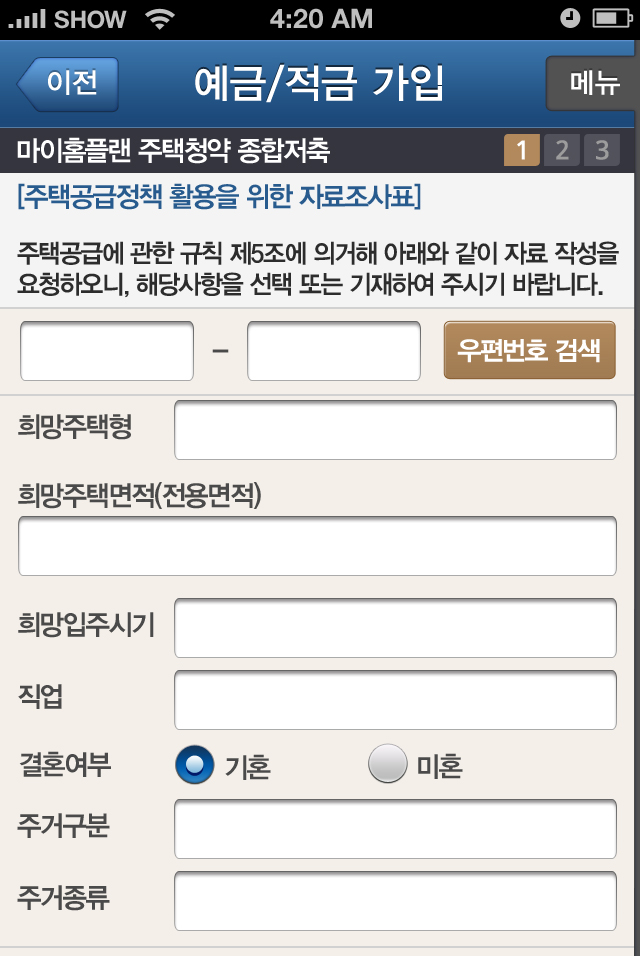 SHOW 4:20 AM
이전 예금/적금 가입 메뉴
마이홈플랜 주택청약 종합저축 1 2 3
[주택공급정책 활용을 위한 자료조사표]
주택공급에 관한 규칙 제5조에 의거해 아래와 같이 자료 작성을
요청하오니, 해당사항을 선택 또는 기재하여 주시기 바랍니다.
– 우편번호 검색
희망주택형
희망주택면적(전용면적)
희망입주시기
직업
결혼여부 기혼 미혼
주거구분
주거종류